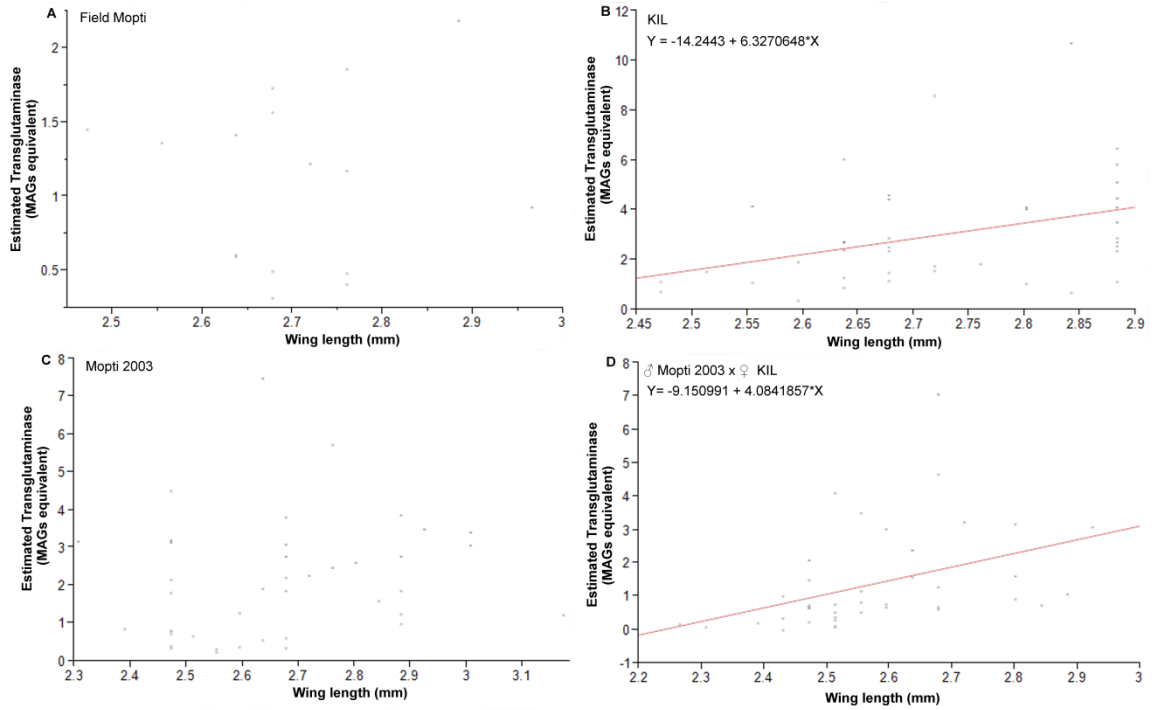 A
Field Mopti
Estimated Transglutaminase
(MAGs equivalent)
2
1.5
1
0.5
2.5
2.6
2.7
2.8
2.9
3
Wing length (mm)
B
KIL
Y = -14.2443 + 6.3270648*X
Estimated Transglutaminase
(MAGs equivalent)
12
10
8
6
4
2
0
2.45
2.5
2.55
2.6
2.65
2.7
2.75
2.8
2.85
2.9
Wing length (mm)
C
Mopti 2003
Estimated Transglutaminase
(MAGs equivalent)
8
7
6
5
4
3
2
1
0
2.3
2.4
2.5
2.6
2.7
2.8
2.9
3
3.1
Wing length (mm)
D
♂ Mopti 2003 x ♀ KIL
Y= -9.150991 + 4.0841857*X
Estimated Transglutaminase
(MAGs equivalent)
8
7
6
5
4
3
2
1
0
-1
2.2
2.3
2.4
2.5
2.6
2.7
2.8
2.9
3
Wing length (mm)